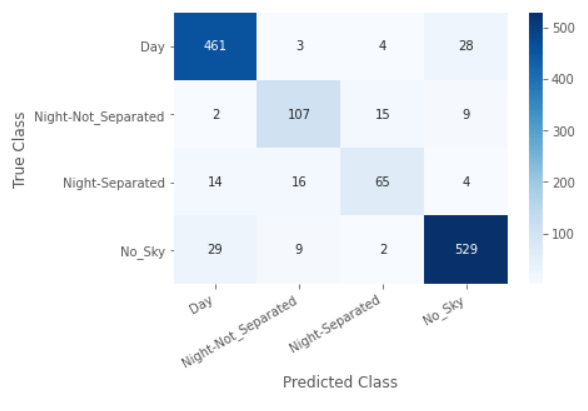 Day 461 3 4 28
Night-Not_Separated 2 107 15 9
Night-Separated 14 16 65 4
No_Sky 29 9 2 529
Day Night-Not_Separated Night-Separated No_Sky
True Class
Predicted Class
500
400
300
200
100